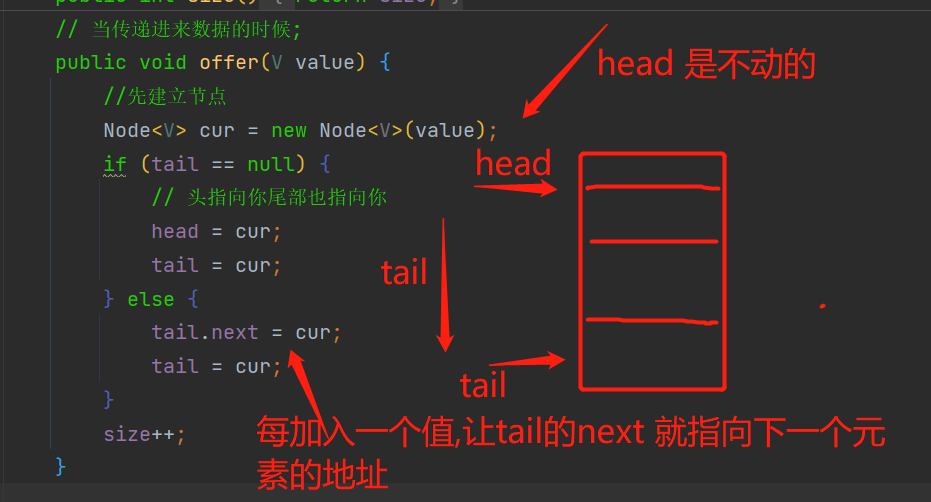 public int size() { return size; }
// 当传递进来数据的时候;
public void offer(V value) {
head 是不动的
//先建立节点
Node<V> cur = new Node<V>(value);
if (tail == null) {
head
// 头指向你尾部也指向你
head = cur;
tail = cur;
tail
} else {
tail.next = cur;
tail = cur;
tail
}
每加入一个值,让tail的next 就指向下一个元
size++;
素的地址
}